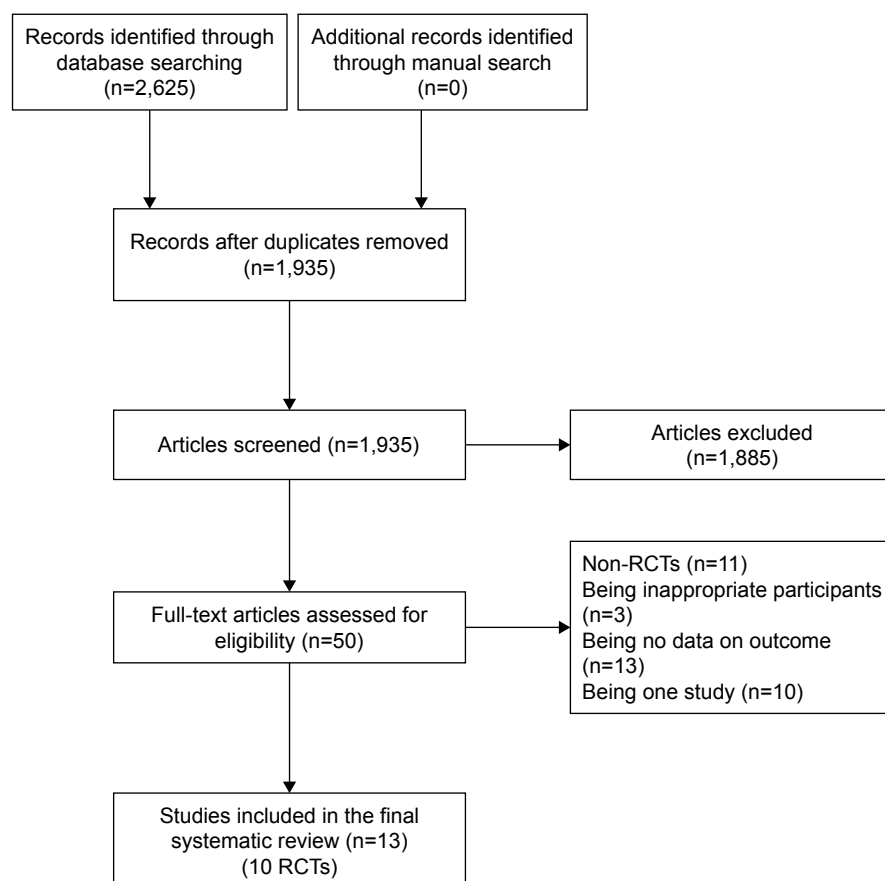 Records identified through
database searching
(n=2,625)
Additional records identified
through manual search
(n=0)
Records after duplicates removed
(n=1,935)
Articles screened (n=1,935)
Articles excluded
(n=1,885)
Full-text articles assessed for
eligibility (n=50)
Non-RCTs (n=11)
Being inappropriate participants
(n=3)
Being no data on outcome
(n=13)
Being one study (n=10)
Studies included in the final
systematic review (n=13)
(10 RCTs)